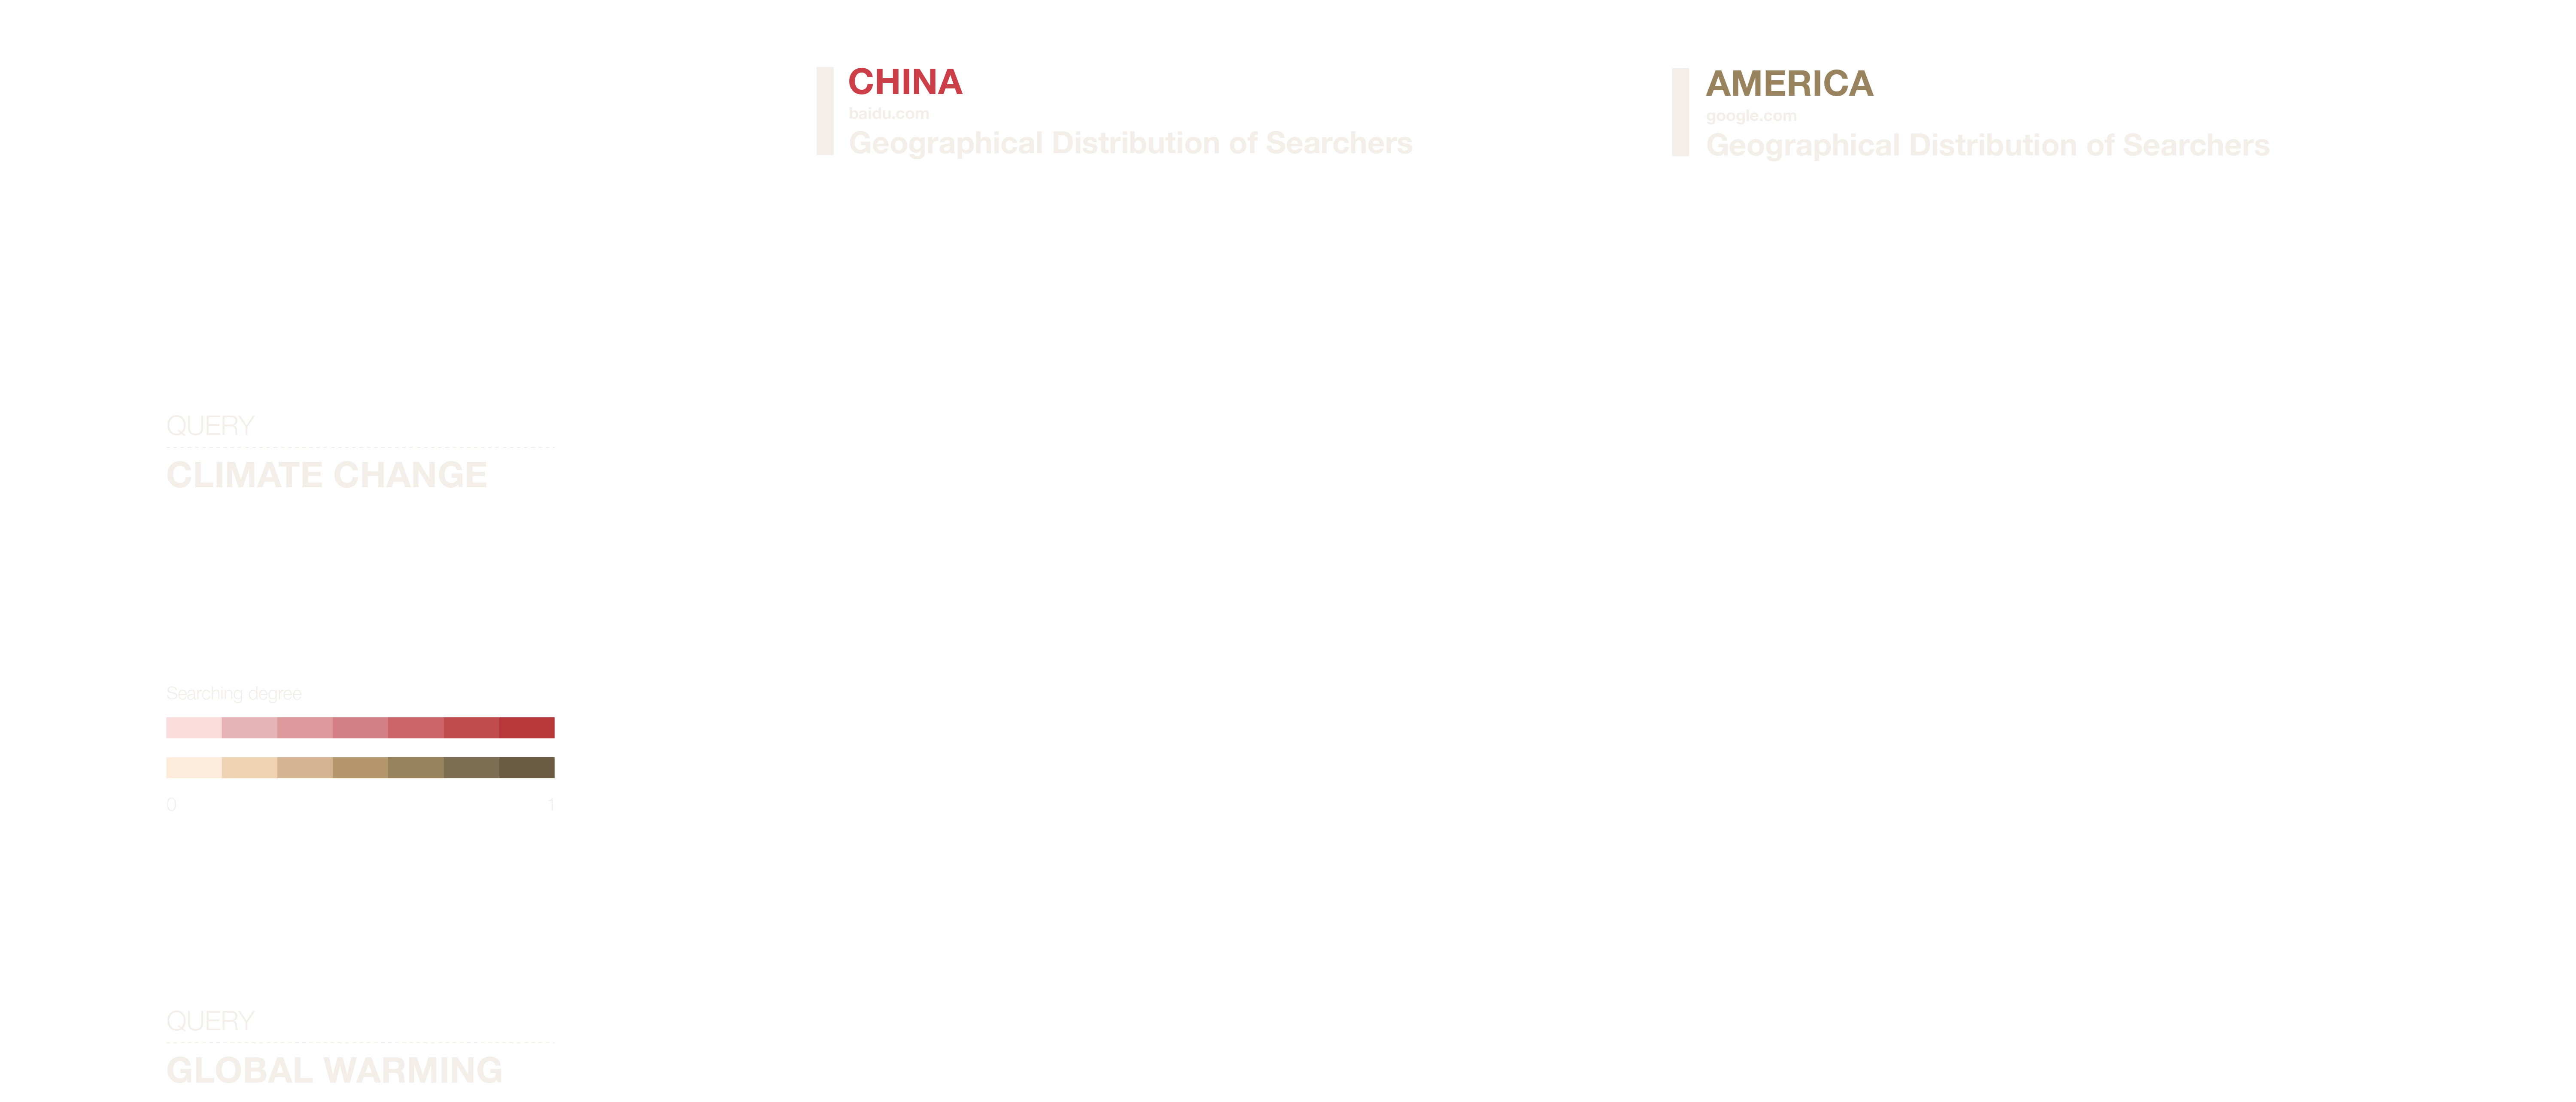 CHINA
baidu.com
Geographical Distribution of Searchers
AMERICA
google.com
Geographical Distribution of Searchers
QUERY
CLIMATE CHANGE
Searching degree
0 1
QUERY
GLOBAL WARMING